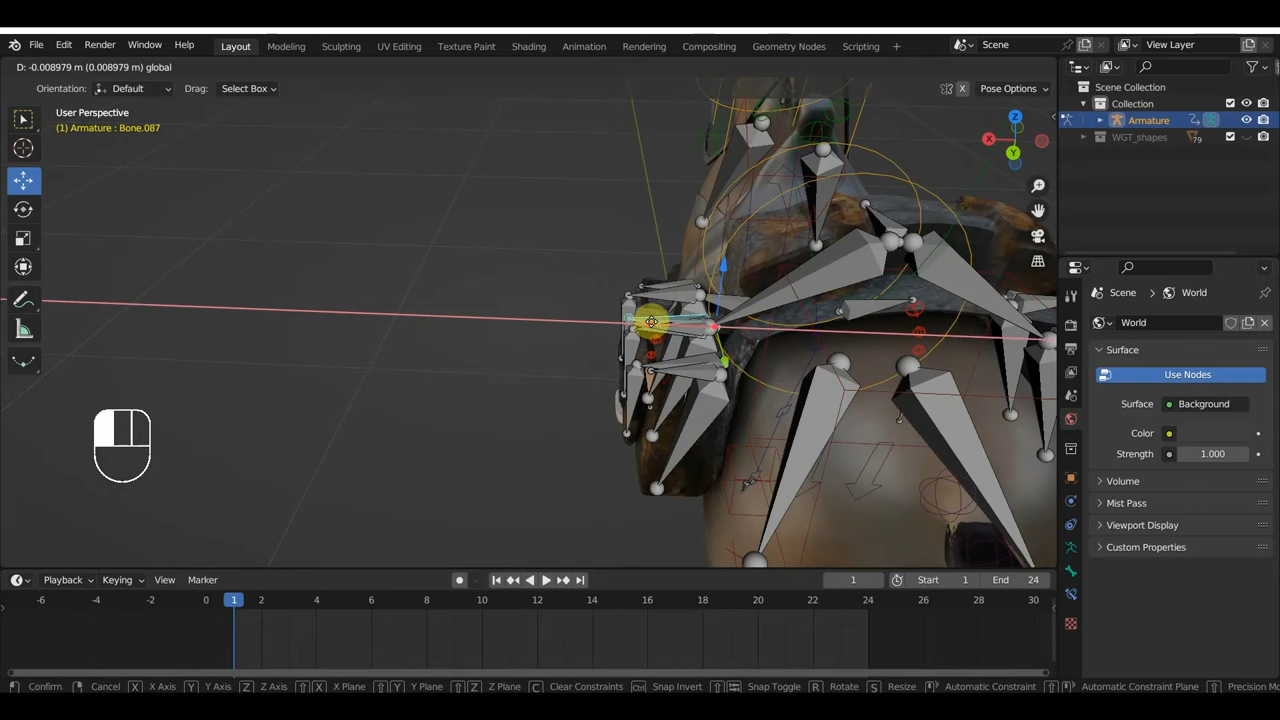 File Edit Render Window Help Layout Modeling Sculpting UV Editing Texture Paint Shading Animation Rendering Compositing Geometry Nodes Scripting + Scene View Layer
D: -0.008979 m (0.008979 m) global
Orientation: Default Drag: Select Box X Pose Options
User Perspective
(1) Armature : Bone.087
Z
X
Y
Scene Collection
Collection
Armature
WGT_shapes 79
Scene World
World
Surface
Use Nodes
Surface Background
Color
Strength 1.000
Volume
Mist Pass
Viewport Display
Custom Properties
Playback Keying View Marker 1 Start 1 End 24
-6 -4 -2 0 1 2 4 6 8 10 12 14 16 18 20 22 24 26 28 30
Confirm Cancel X X Axis Y Y Axis Z Z Axis X X Plane Y Y Plane Z Z Plane C Clear Constraints Ctrl Snap Invert Snap Toggle R Rotate S Resize Automatic Constraint Automatic Constraint Plane Precision Mo